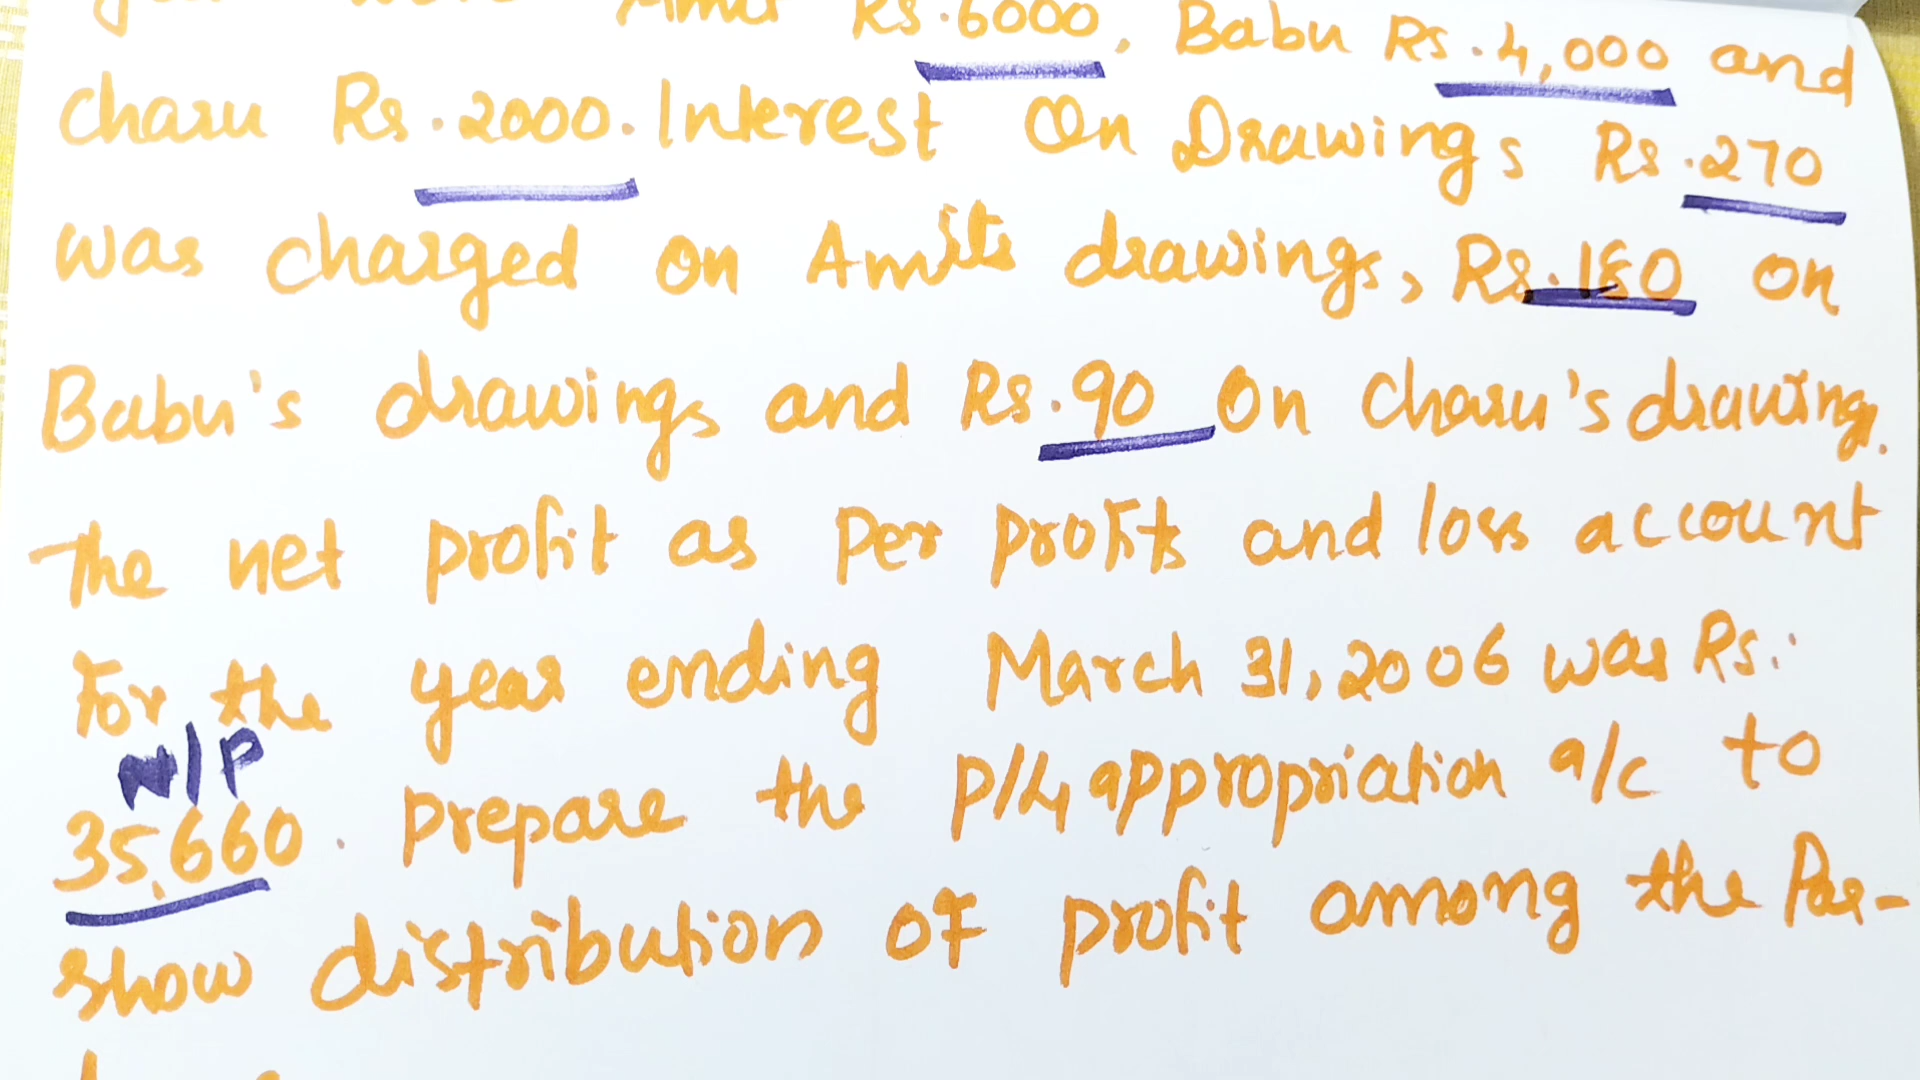 Rs.6000, Babu Rs.4,000 and
charu Rs.2000. Interest On Drawings Rs.270
was charged on Amits drawings, Rs.180 on
Babu's drawings and Rs.90 On charu's drawing.
The net profit as per profits and loss account
For the year ending March 31, 2006 was Rs.
N/P
35,660. prepare the P/L appropriation a/c to
show distribution of profit among the Par-